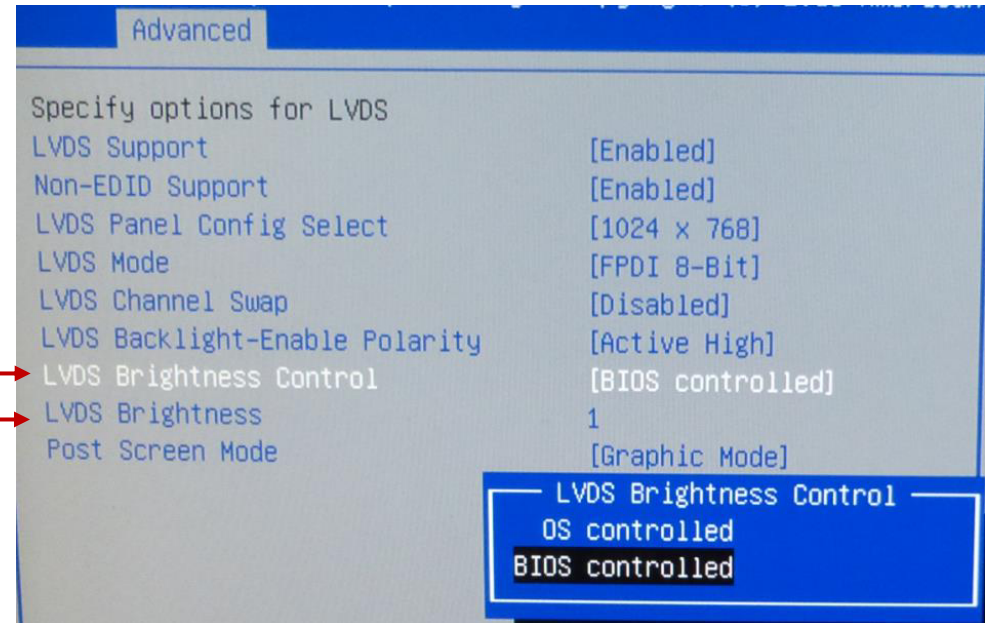 Advanced
Specify options for LVDS
LVDS Support [Enabled]
Non-EDID Support [Enabled]
LVDS Panel Config Select [1024 x 768]
LVDS Mode [FPDI 8-Bit]
LVDS Channel Swap [Disabled]
LVDS Backlight-Enable Polarity [Active High]
LVDS Brightness Control [BIOS controlled]
LVDS Brightness 1
Post Screen Mode [Graphic Mode]
LVDS Brightness Control
OS controlled
BIOS controlled